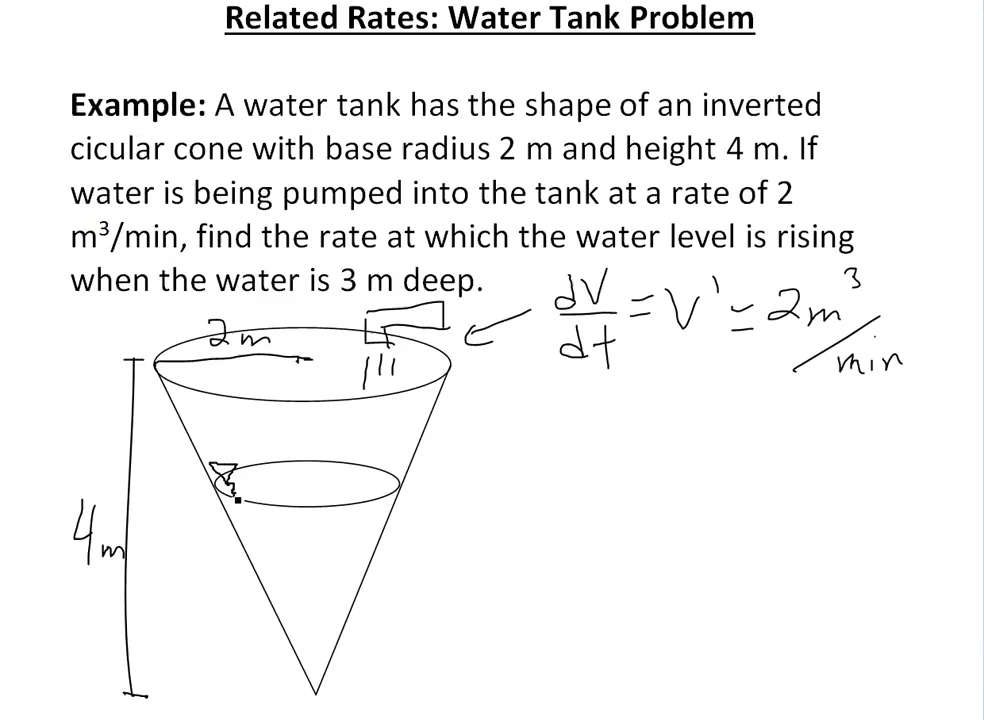 Related Rates: Water Tank Problem
Example: A water tank has the shape of an inverted
cicular cone with base radius 2 m and height 4 m. If
water is being pumped into the tank at a rate of 2
m³/min, find the rate at which the water level is rising
when the water is 3 m deep.
dV/dt = V' = 2m³/min
2m
4m